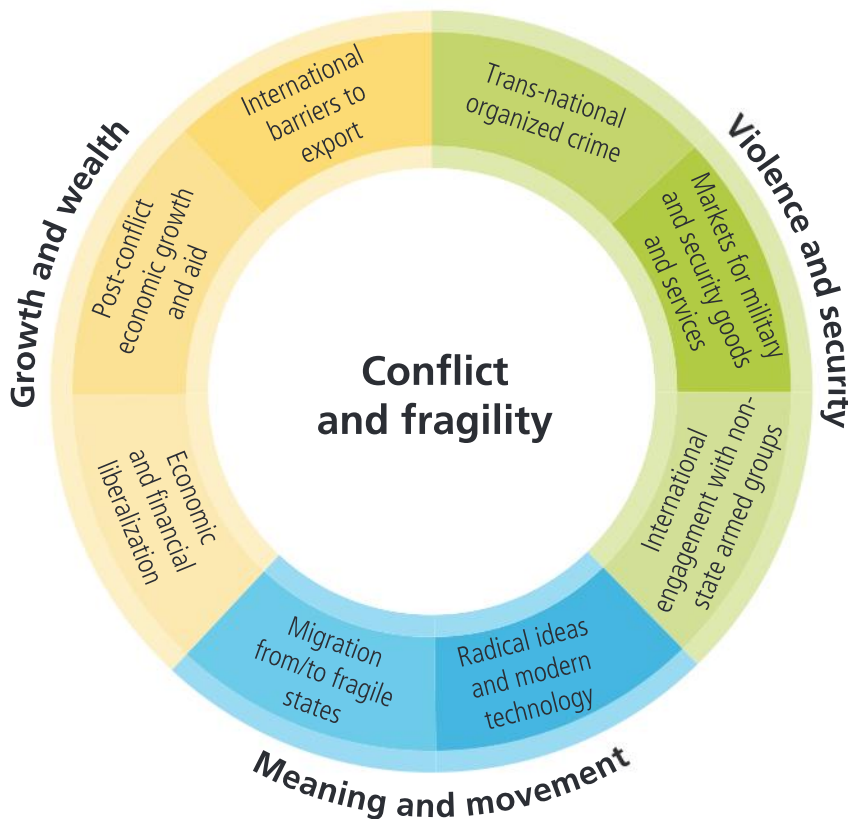 Conflict
and fragility
Growth and wealth
International
barriers to
export
Post-conflict
economic growth
and aid
Economic
and financial
liberalization
Violence and security
Trans-national
organized crime
Markets for military
and security goods
and services
International
engagement with non-
state armed groups
Meaning and movement
Radical ideas
and modern
technology
Migration
from/to fragile
states